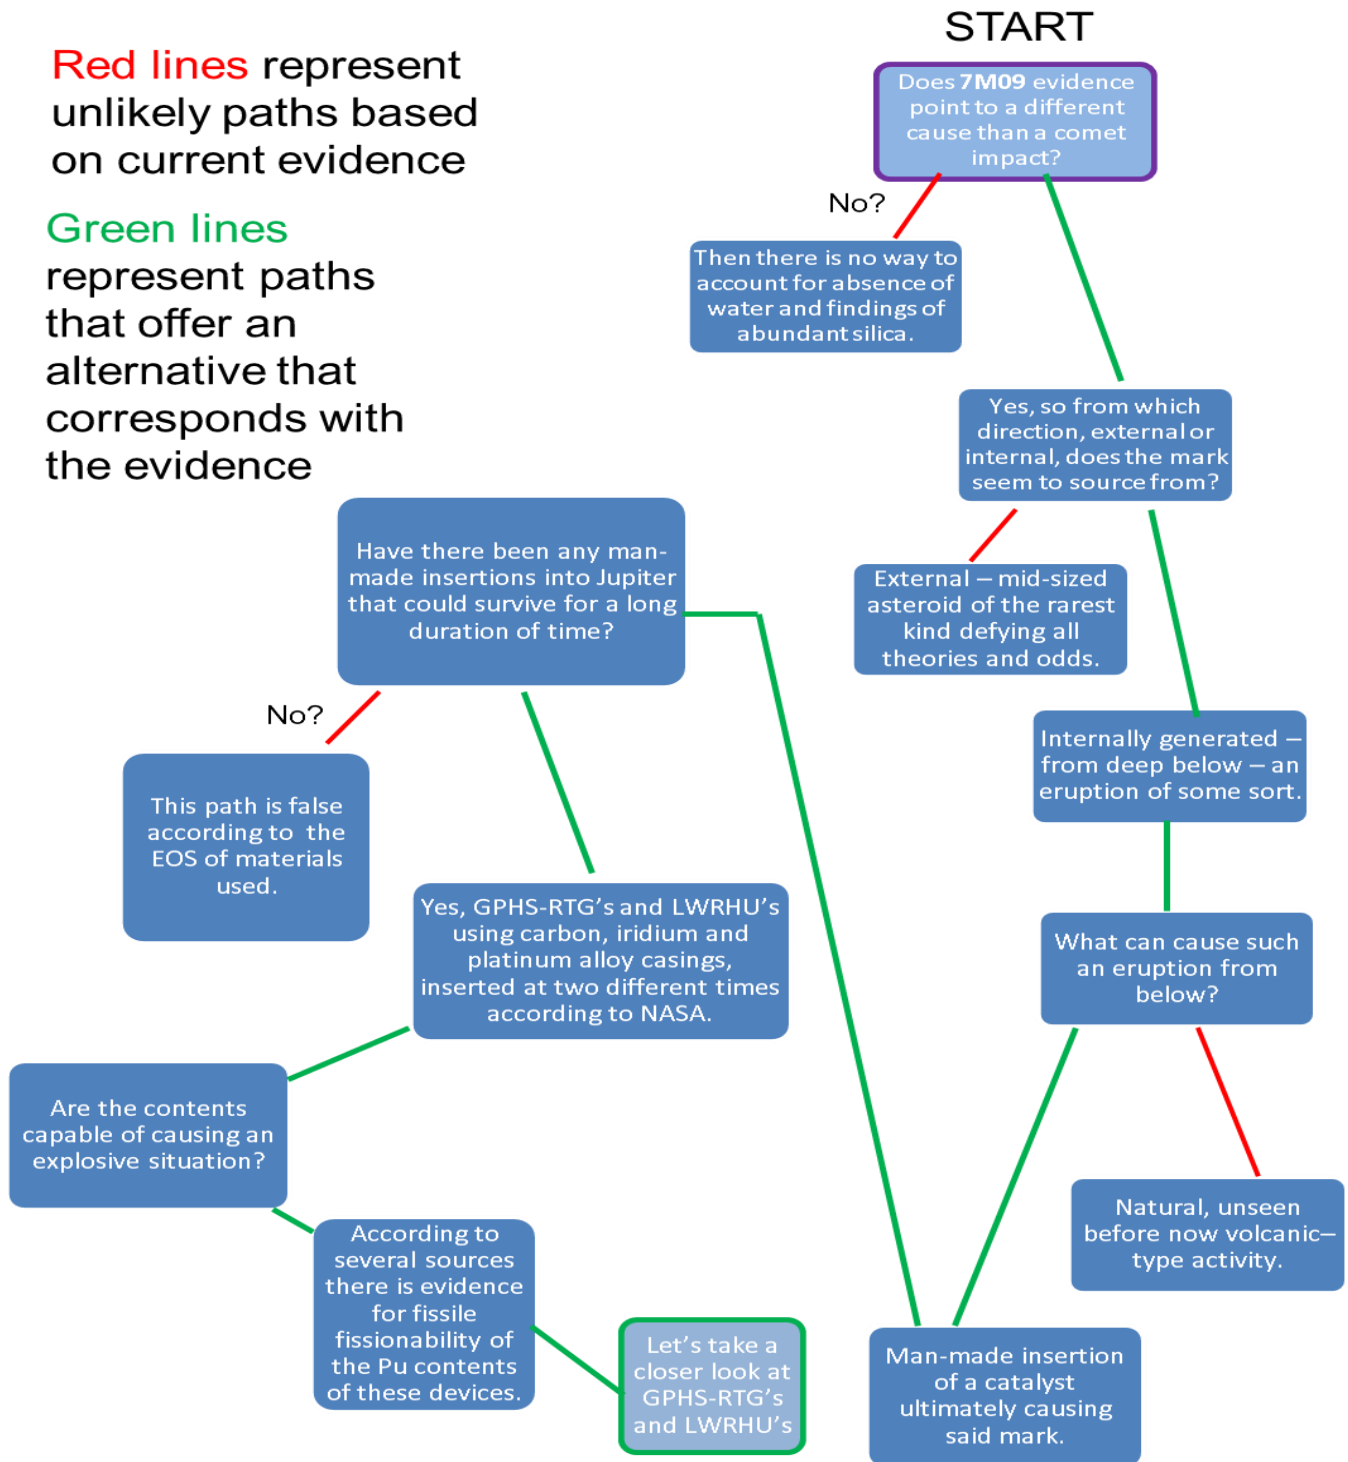 Red lines represent
unlikely paths based
on current evidence
Green lines
represent paths
that offer an
alternative that
corresponds with
the evidence
START
Does 7M09 evidence
point to a different
cause than a comet
impact?
No?
Then there is no way to
account for absence of
water and findings of
abundant silica.
Yes, so from which
direction, external or
internal, does the mark
seem to source from?
External – mid-sized
asteroid of the rarest
kind defying all
theories and odds.
Internally generated –
from deep below – an
eruption of some sort.
What can cause such
an eruption from
below?
Natural, unseen
before now volcanic–
type activity.
Man-made insertion
of a catalyst
ultimately causing
said mark.
Have there been any man-
made insertions into Jupiter
that could survive for a long
duration of time?
No?
This path is false
according to the
EOS of materials
used.
Yes, GPHS-RTG's and LWRHU's
using carbon, iridium and
platinum alloy casings,
inserted at two different times
according to NASA.
Are the contents
capable of causing an
explosive situation?
According to
several sources
there is evidence
for fissile
fissionability of
the Pu contents
of these devices.
Let's take a
closer look at
GPHS-RTG's
and LWRHU's